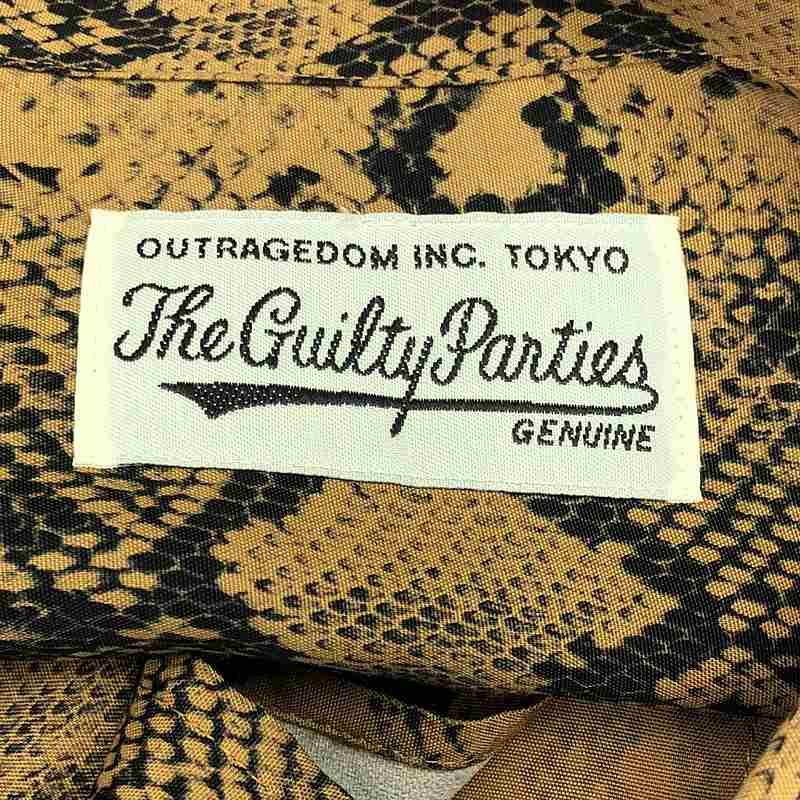 OUTRAGEDOM INC. TOKYO
The Guilty Parties
GENUINE